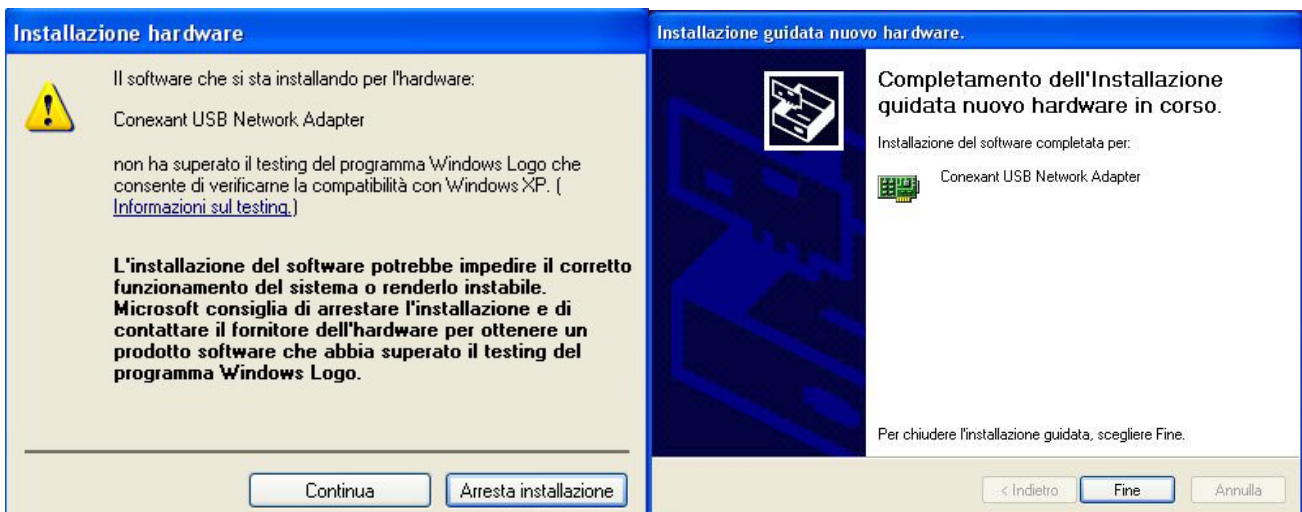 Installazione hardware
Il software che si sta installando per l'hardware:
Conexant USB Network Adapter
non ha superato il testing del programma Windows Logo che
consente di verificarne la compatibilità con Windows XP. (
Informazioni sul testing.)
L'installazione del software potrebbe impedire il corretto
funzionamento del sistema o renderlo instabile.
Microsoft consiglia di arrestare l'installazione e di
contattare il fornitore dell'hardware per ottenere un
prodotto software che abbia superato il testing del
programma Windows Logo.
Continua
Arresta installazione
Installazione guidata nuovo hardware.
Completamento dell'Installazione
guidata nuovo hardware in corso.
Installazione del software completata per:
Conexant USB Network Adapter
Per chiudere l'installazione guidata, scegliere Fine.
< Indietro
Fine
Annulla